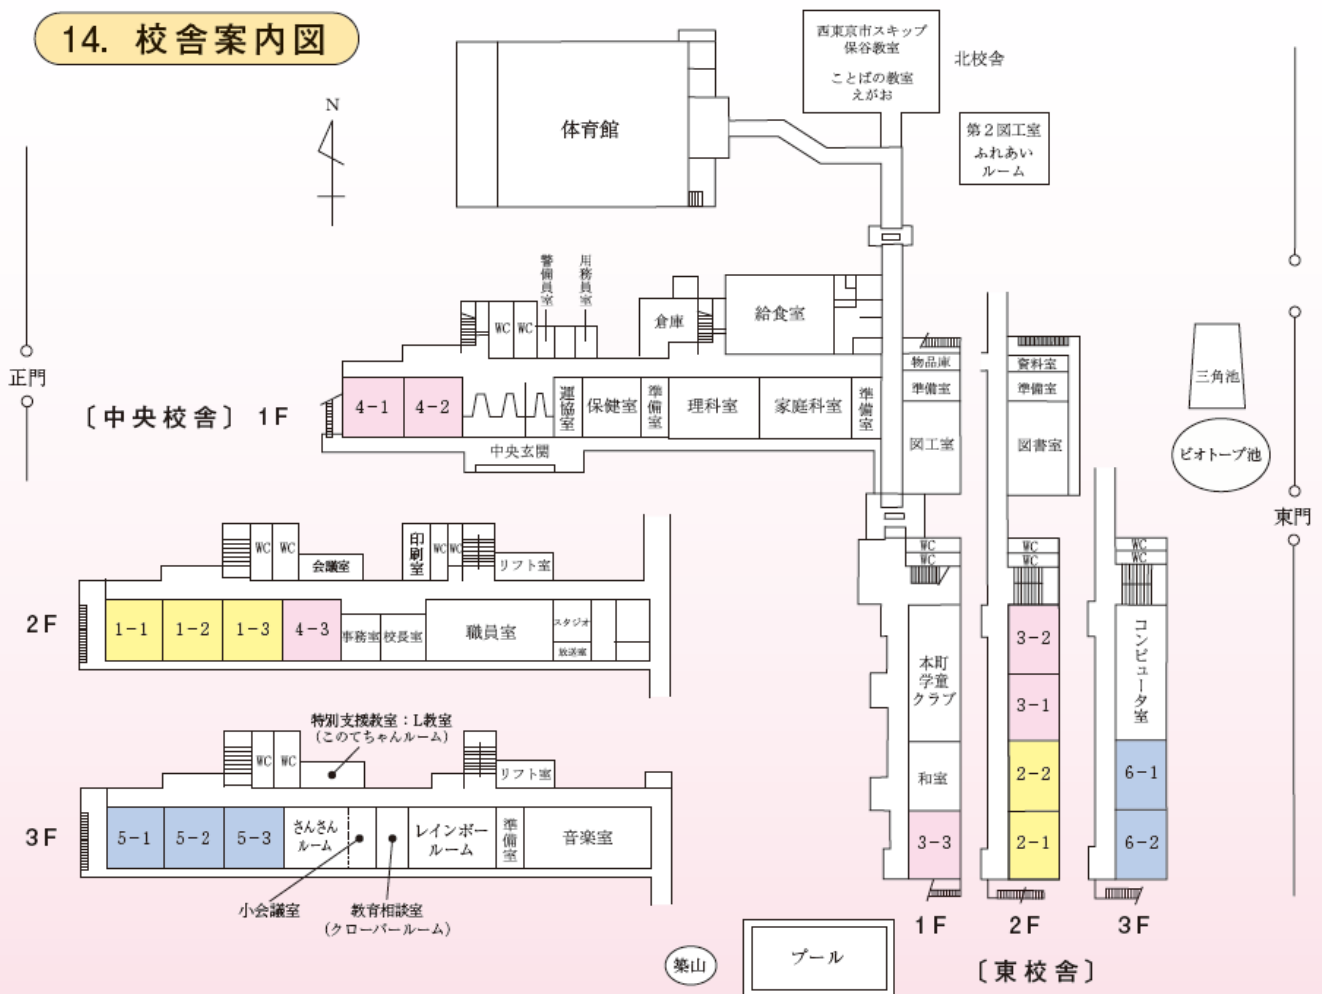 14. 校舎案内図
N
体育館
西東京市スキップ
保谷教室
ことばの教室
えがお
北校舎
第2図工室
ふれあい
ルーム
正門
〔中央校舎〕 1F
警備員室
用務員室
WC
WC
倉庫
給食室
4-1
4-2
運協室
保健室
準備室
理科室
家庭科室
準備室
中央玄関
物品庫
準備室
図工室
資料室
準備室
図書室
三角池
ビオトープ池
東門
2F
WC
WC
会議室
印刷室
WC
WC
リフト室
1-1
1-2
1-3
4-3
事務室
校長室
職員室
スタジオ
放送室
3F
特別支援教室：L教室
(このてちゃんルーム)
WC
WC
リフト室
5-1
5-2
5-3
さんさん
ルーム
レインボー
ルーム
準備室
音楽室
小会議室
教育相談室
(クローバールーム)
WC
WC
本町
学童
クラブ
和室
3-3
1F
WC
WC
3-2
3-1
2-2
2-1
2F
WC
WC
コンピュータ室
6-1
6-2
3F
〔東校舎〕
築山
プール